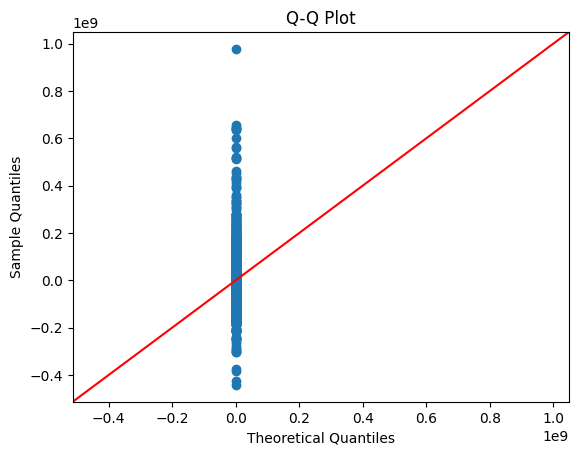 Q-Q Plot
1e9
1.0
0.8
0.6
0.4
0.2
0.0
−0.2
−0.4
Sample Quantiles
−0.4 −0.2 0.0 0.2 0.4 0.6 0.8 1.0
1e9
Theoretical Quantiles